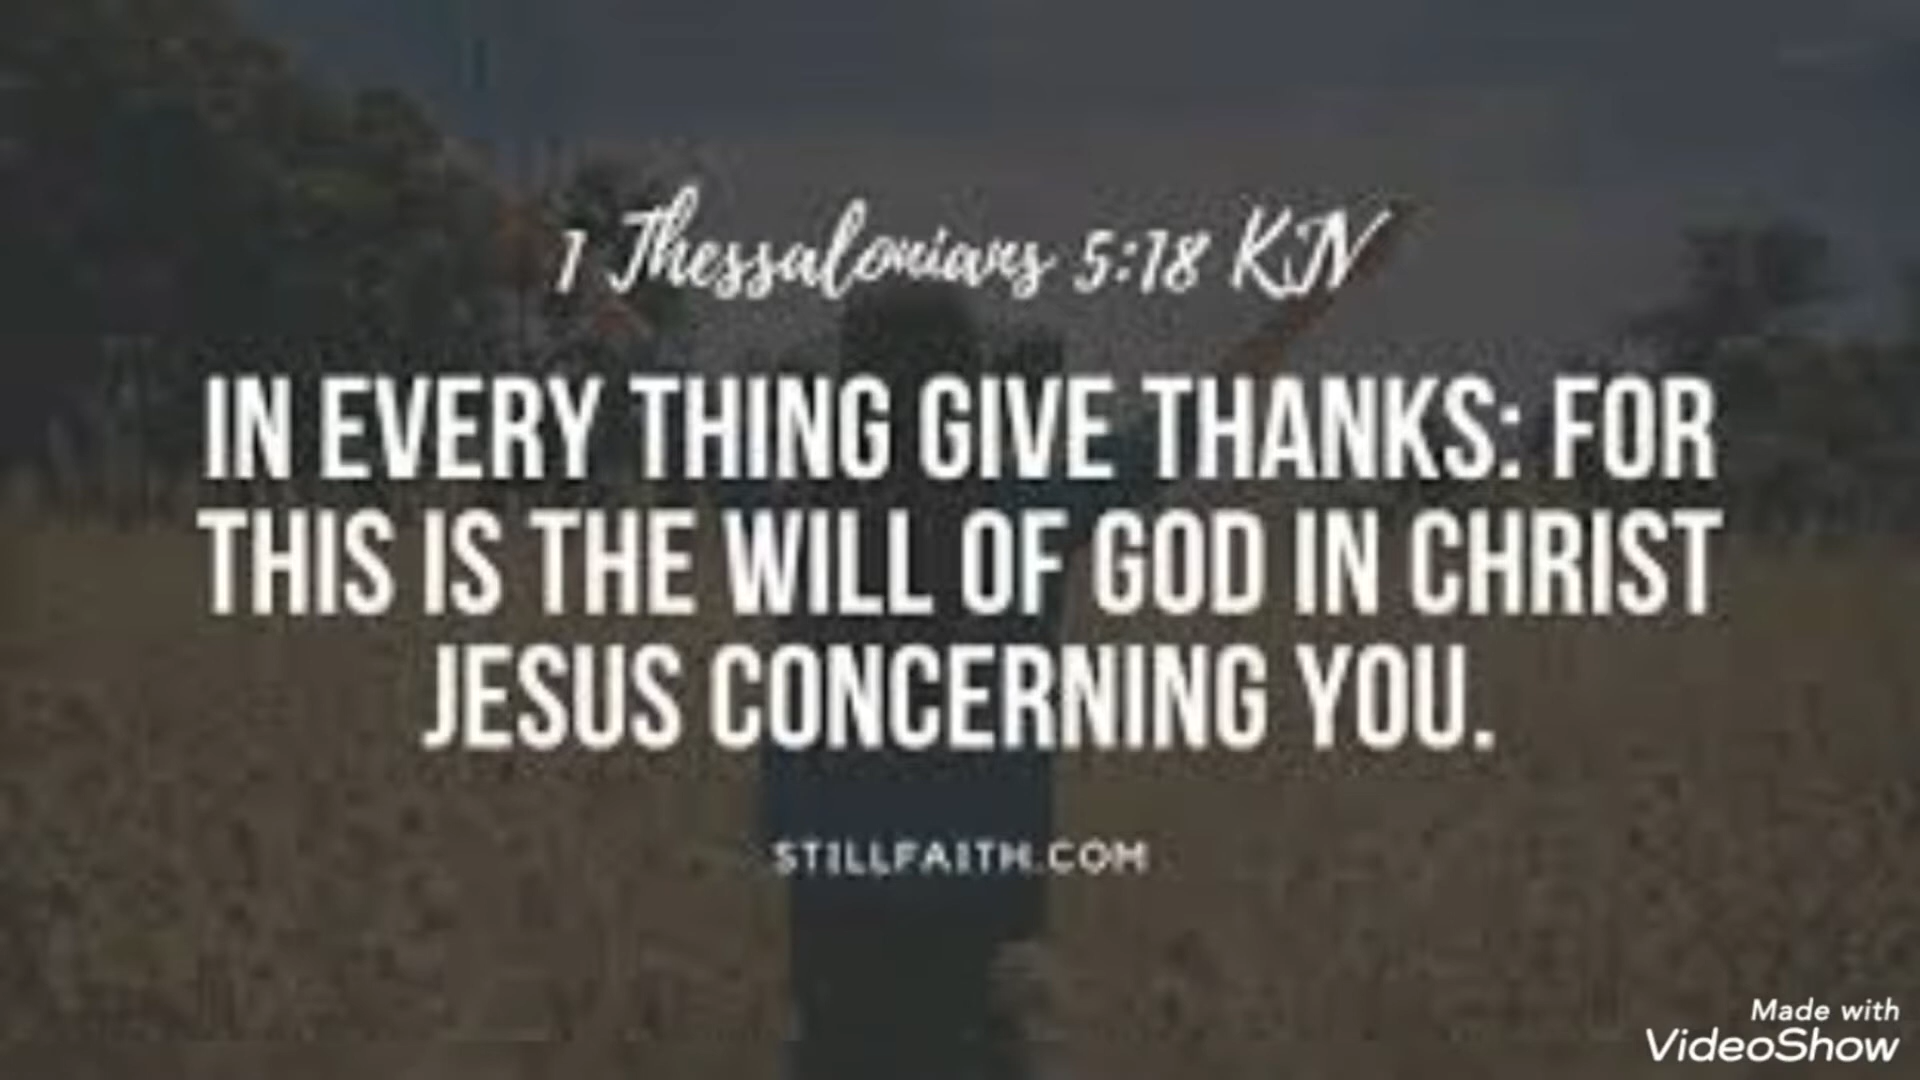 1 Thessalonians 5:18 KJV
IN EVERY THING GIVE THANKS: FOR
THIS IS THE WILL OF GOD IN CHRIST
JESUS CONCERNING YOU.
STILLFAITH.COM
Made with
VideoShow